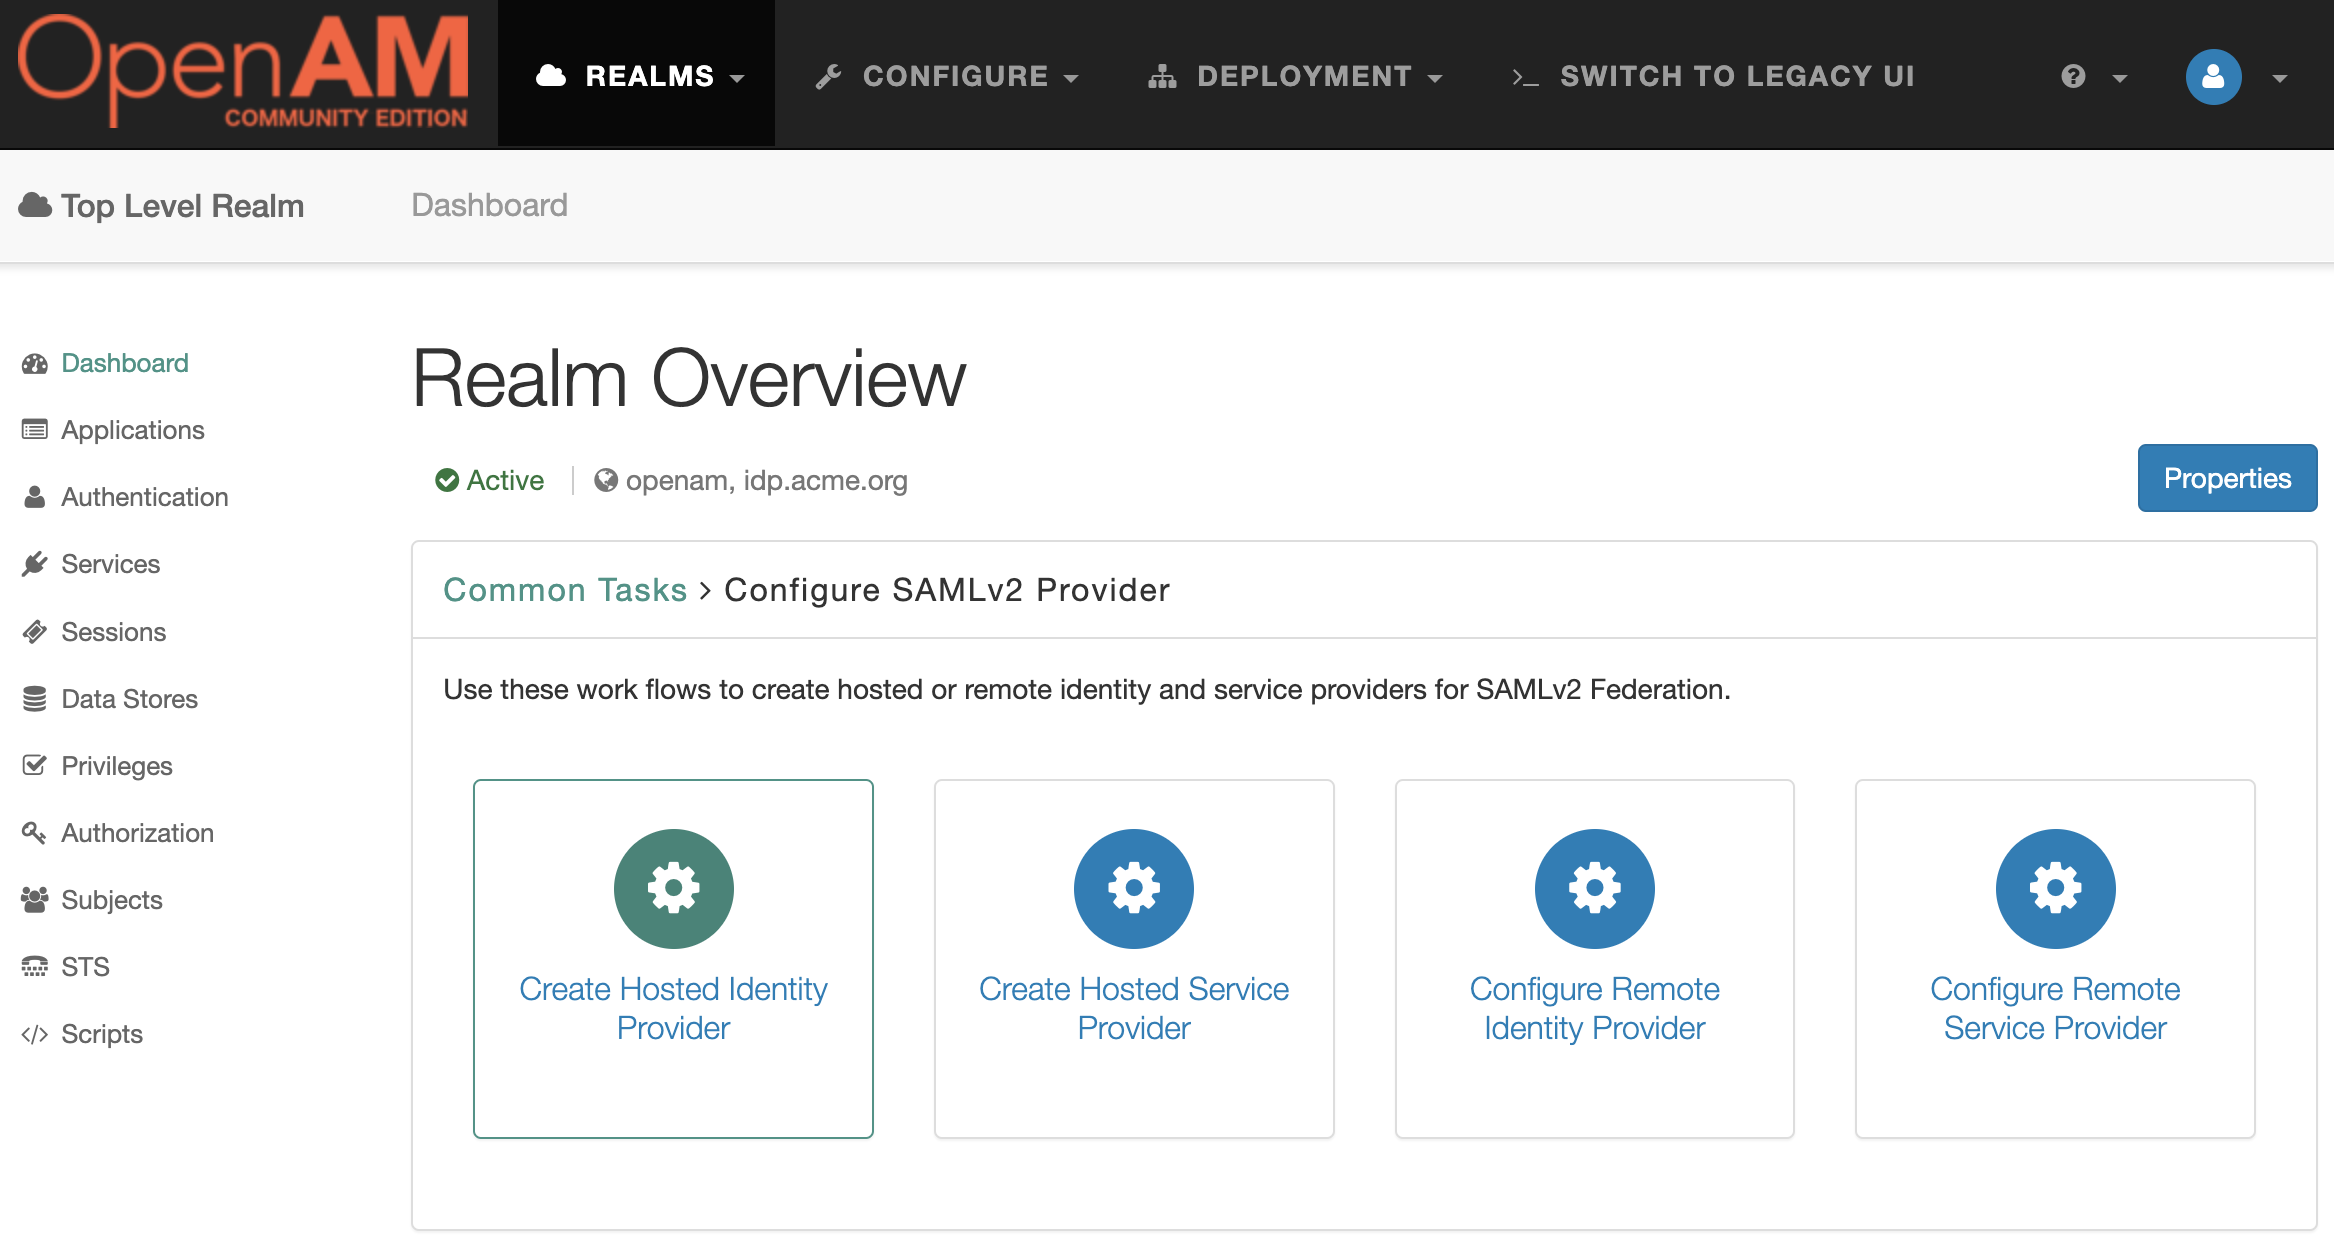 OpenAM
COMMUNITY EDITION
REALMS
CONFIGURE
DEPLOYMENT
>_ SWITCH TO LEGACY UI
?
Top Level Realm
Dashboard
Dashboard
Applications
Authentication
Services
Sessions
Data Stores
Privileges
Authorization
Subjects
STS
</> Scripts
Realm Overview
Active
openam, idp.acme.org
Properties
Common Tasks > Configure SAMLv2 Provider
Use these work flows to create hosted or remote identity and service providers for SAMLv2 Federation.
Create Hosted Identity
Provider
Create Hosted Service
Provider
Configure Remote
Identity Provider
Configure Remote
Service Provider